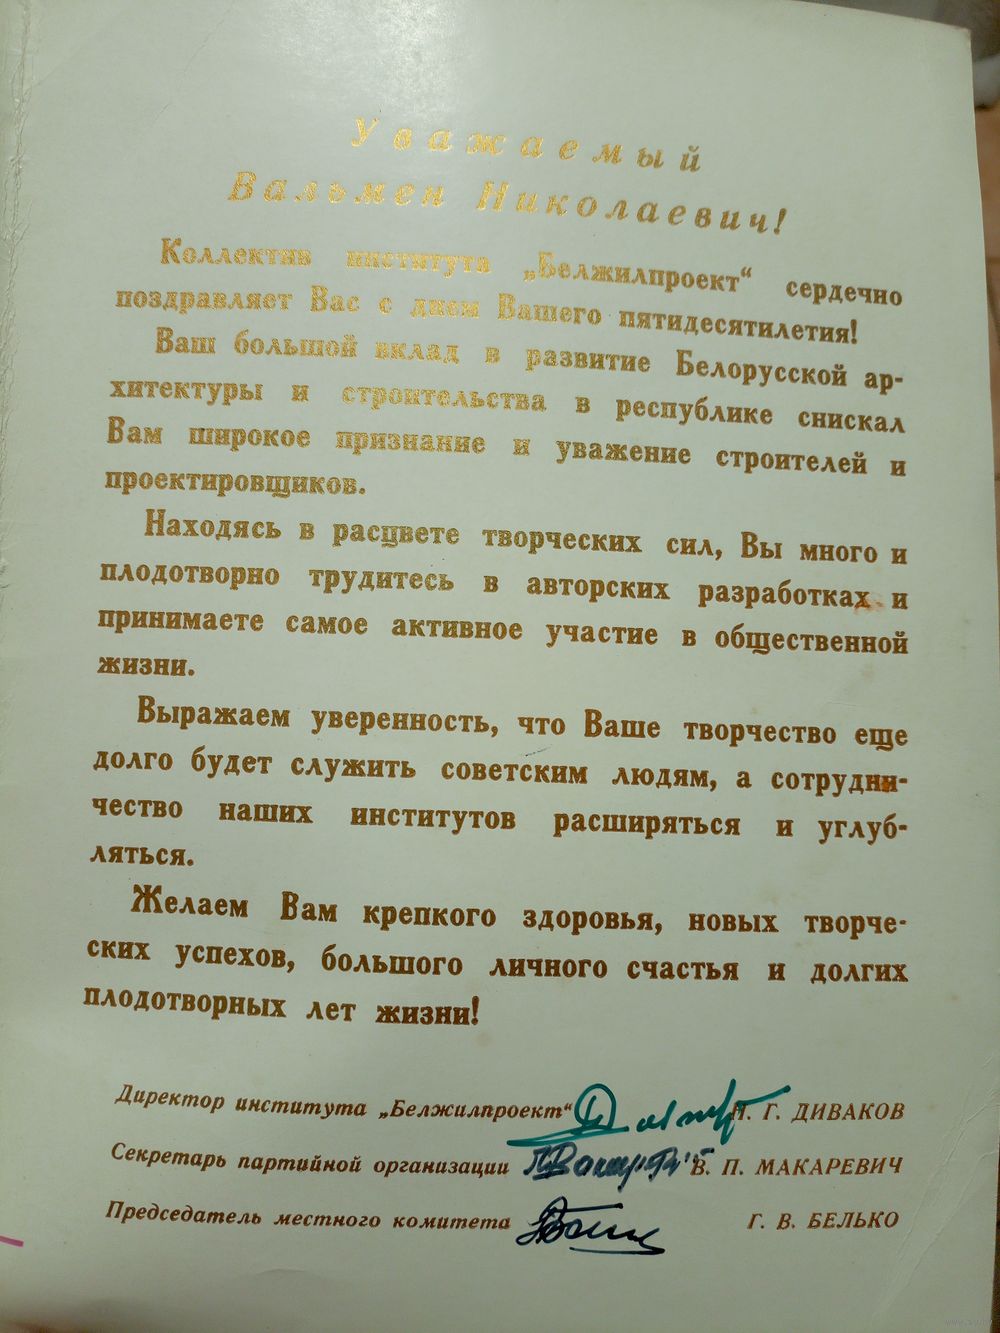 Уважаемый
Вальмен Николаевич!
Коллектив института „Белжилпроект“ сердечно
поздравляет Вас с днем Вашего пятидесятилетия!
Ваш большой вклад в развитие Белорусской ар-
хитектуры и строительства в республике снискал
Вам широкое признание и уважение строителей и
проектировщиков.
Находясь в расцвете творческих сил, Вы много и
плодотворно трудитесь в авторских разработках и
принимаете самое активное участие в общественной
жизни.
Выражаем уверенность, что Ваше творчество еще
долго будет служить советским людям, а сотрудни-
чество наших институтов расширяться и углуб-
ляться.
Желаем Вам крепкого здоровья, новых творче-
ских успехов, большого личного счастья и долгих
плодотворных лет жизни!
Директор института „Белжилпроект“ Г. ДИВАКОВ
Секретарь партийной организации В. П. МАКАРЕВИЧ
Председатель местного комитета Г. В. БЕЛЬКО